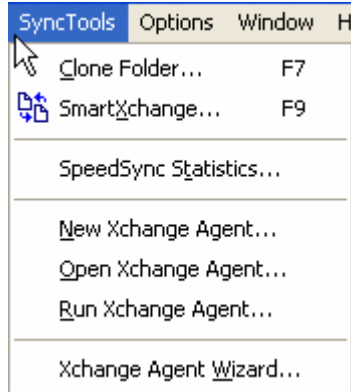 SyncTools Options Window H
Clone Folder... F7
SmartXchange... F9
SpeedSync Statistics...
New Xchange Agent...
Open Xchange Agent...
Run Xchange Agent...
Xchange Agent Wizard...